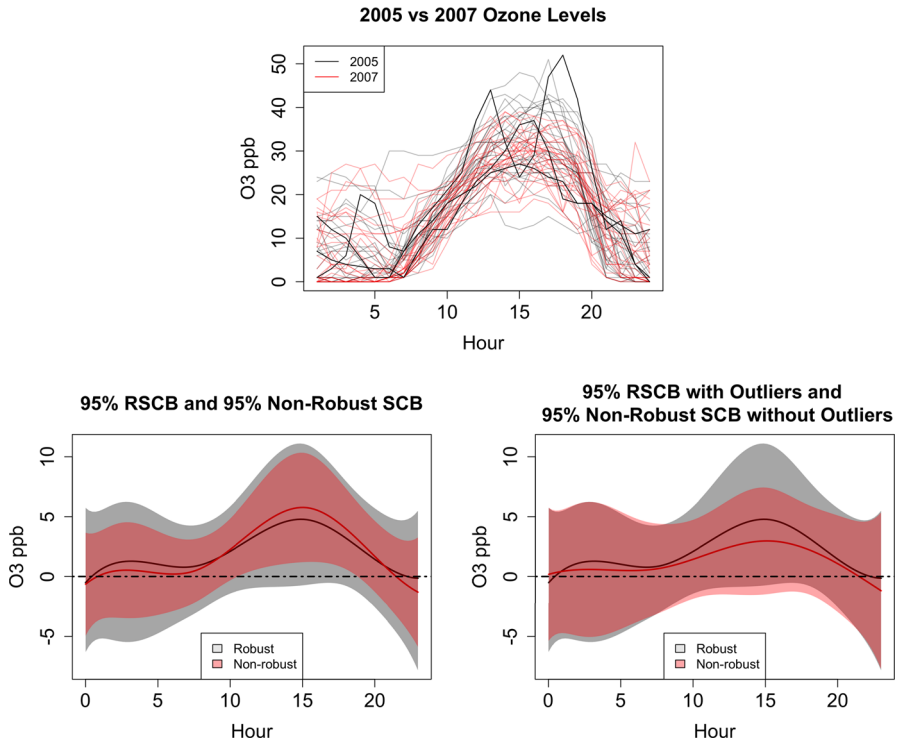 2005 vs 2007 Ozone Levels
2005
2007
O3 ppb
50
40
30
20
10
0
5 10 15 20
Hour
95% RSCB and 95% Non-Robust SCB
O3 ppb
10
5
0
-5
Robust
Non-robust
0 5 10 15 20
Hour
95% RSCB with Outliers and
95% Non-Robust SCB without Outliers
O3 ppb
10
5
0
-5
Robust
Non-robust
0 5 10 15 20
Hour